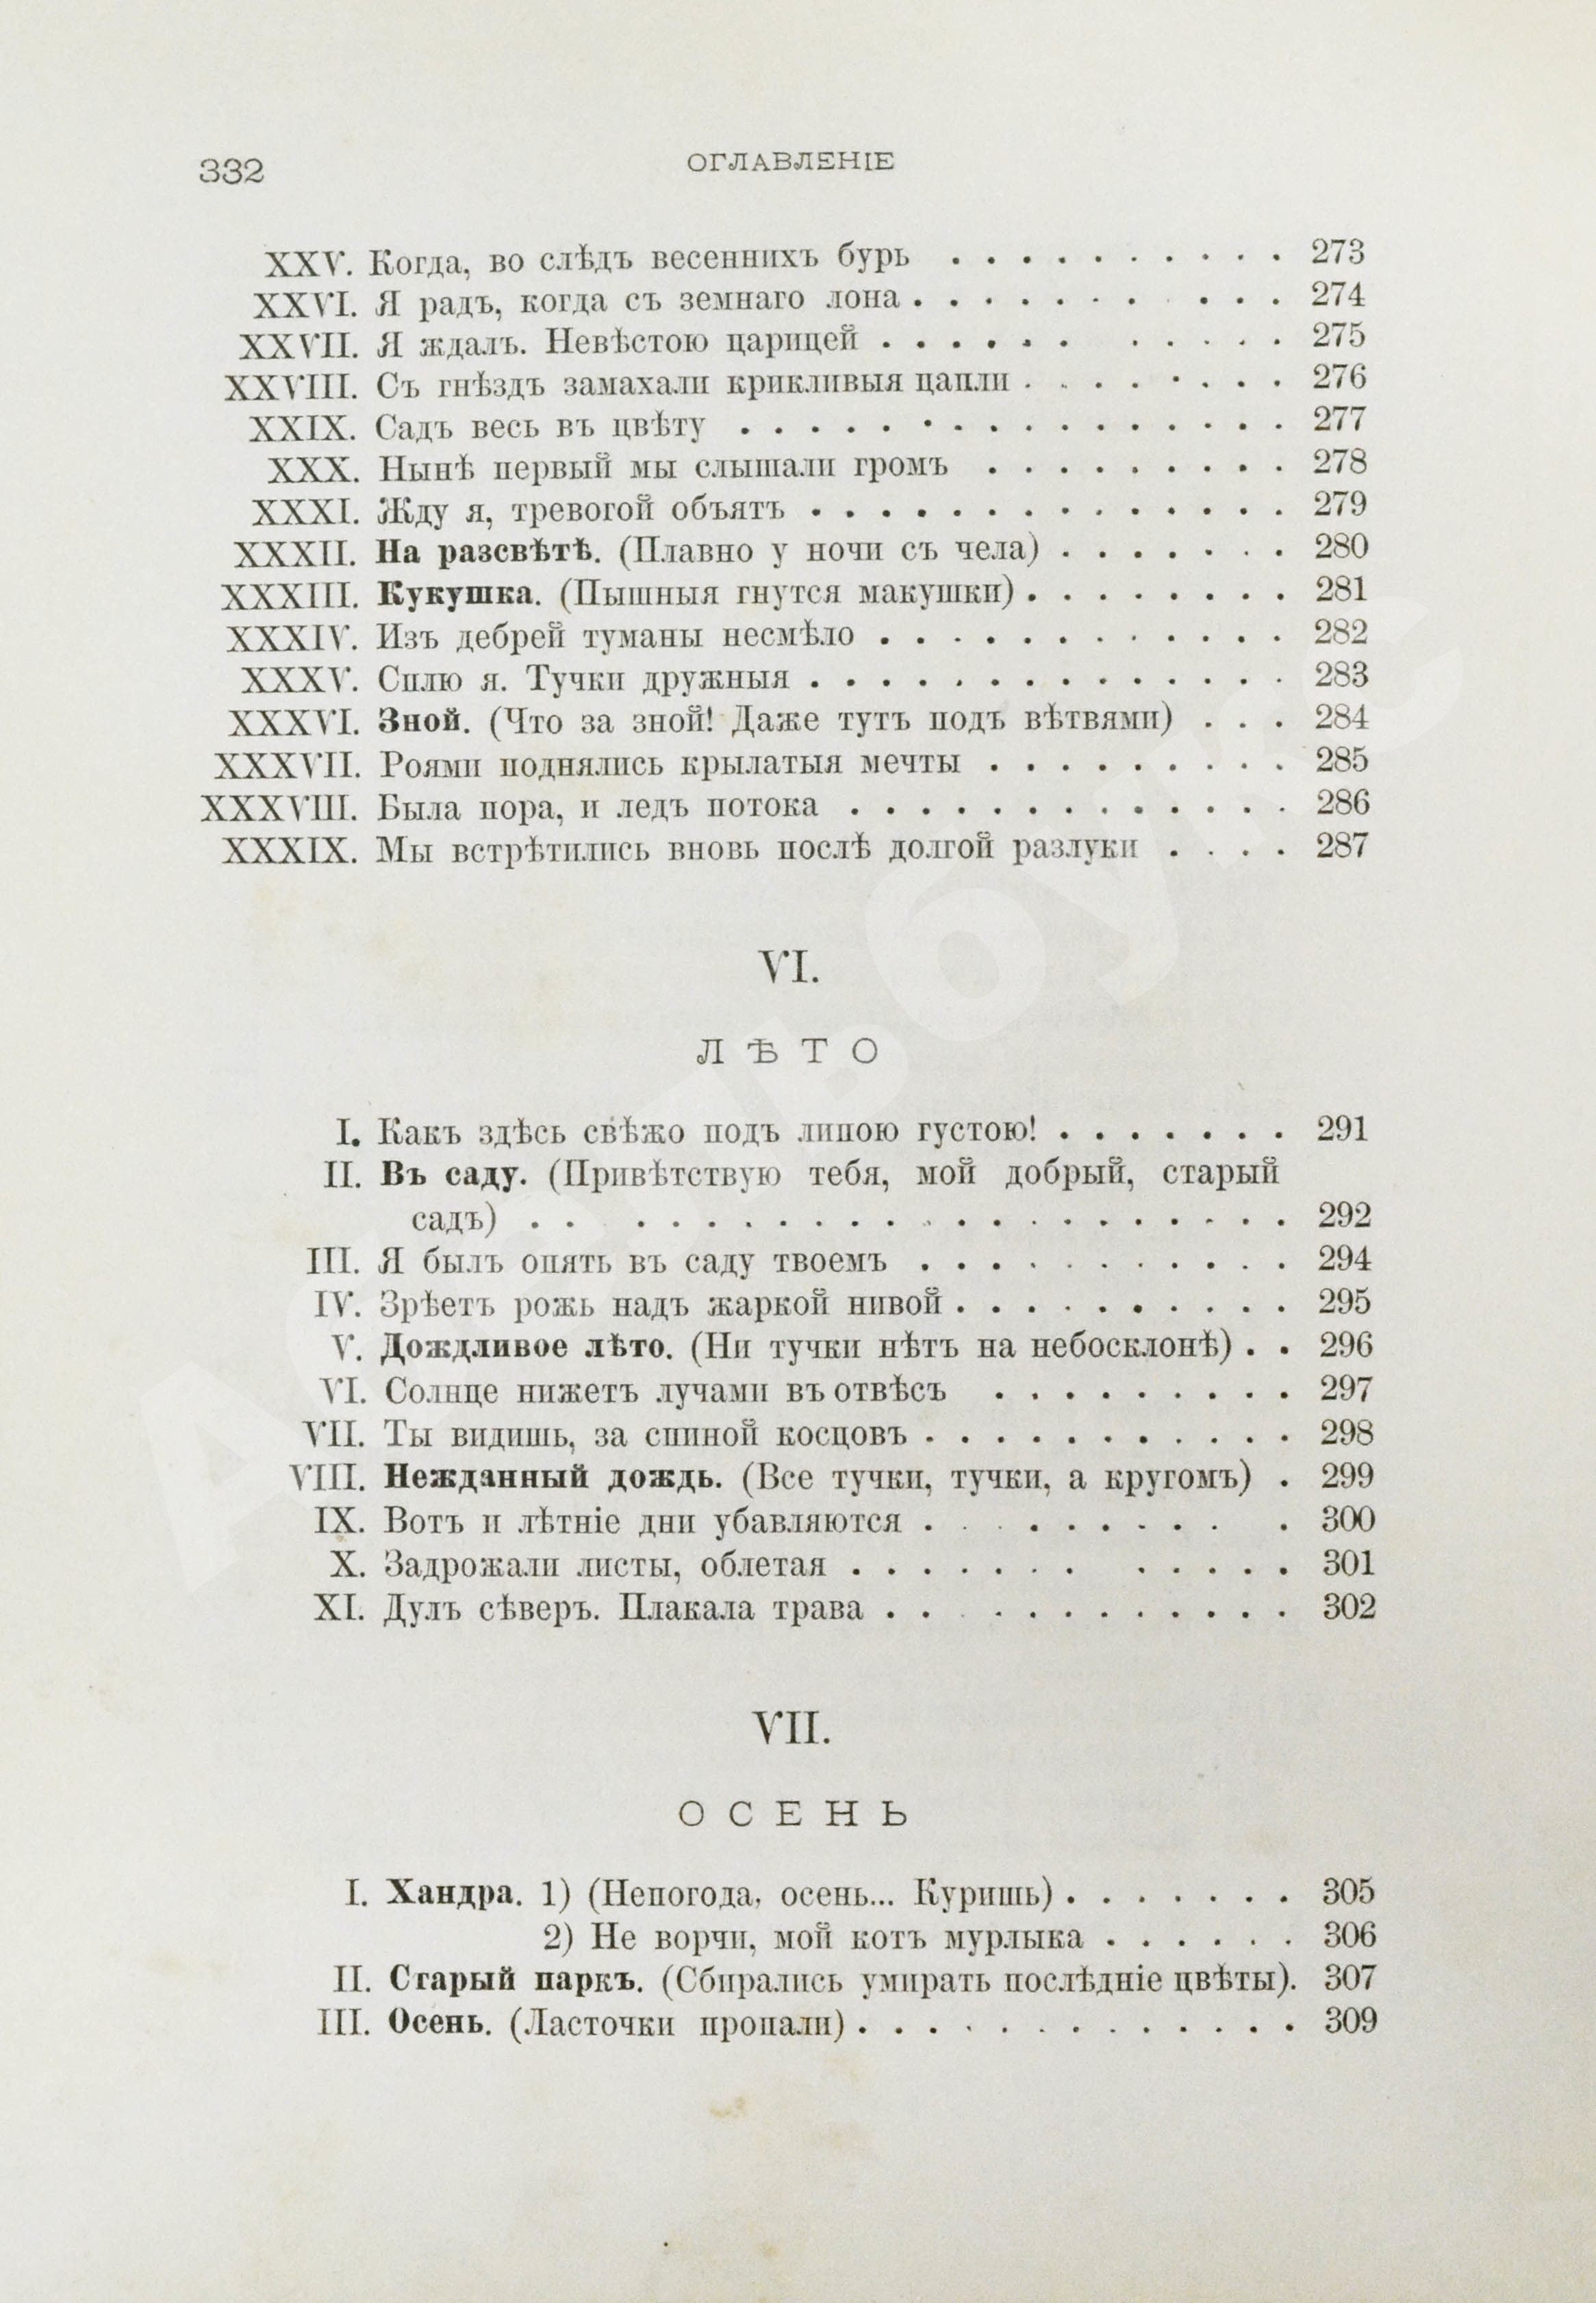 332 ОГЛАВЛЕНІЕ
XXV. Когда, во слѣдъ весеннихъ бурь . . . . . . . . . . 273
XXVI. Я радъ, когда съ земнаго лона . . . . . . . . . . . 274
XXVII. Я ждалъ. Невѣстою царицей . . . . . . . . . . . 275
XXVIII. Съ гнѣздъ замахали крикливыя цапли . . . . . . . . 276
XXIX. Садъ весь въ цвѣту . . . . . . . . . . . . . . . . 277
XXX. Нынѣ первый мы слышали громъ . . . . . . . . . 278
XXXI. Жду я, тревогой объятъ . . . . . . . . . . . . . . 279
XXXII. На разсвѣтѣ. (Плавно у ночи съ чела) . . . . . . . 280
XXXIII. Кукушка. (Пышныя гнутся макушки) . . . . . . . . 281
XXXIV. Изъ дебрей туманы несмѣло . . . . . . . . . . . . 282
XXXV. Сплю я. Тучки дружныя . . . . . . . . . . . . . . 283
XXXVI. Зной. (Что за зной! Даже тутъ подъ вѣтвями) . . . 284
XXXVII. Роями поднялись крылатыя мечты . . . . . . . . . 285
XXXVIII. Была пора, и ледъ потока . . . . . . . . . . . . . 286
XXXIX. Мы встрѣтились вновь послѣ долгой разлуки . . . . 287
VI.
ЛѢТО
I. Какъ здѣсь свѣжо подъ липою густою! . . . . . . . 291
II. Въ саду. (Привѣтствую тебя, мой добрый, старый
садъ) . . . . . . . . . . . . . . . . . . . . . 292
III. Я былъ опять въ саду твоемъ . . . . . . . . . . . 294
IV. Зрѣетъ рожь надъ жаркой нивой . . . . . . . . . . 295
V. Дождливое лѣто. (Ни тучки нѣтъ на небосклонѣ) . . 296
VI. Солнце нижетъ лучами въ отвѣсъ . . . . . . . . . 297
VII. Ты видишь, за спиной косцовъ . . . . . . . . . . . 298
VIII. Нежданный дождь. (Все тучки, тучки, а кругомъ) . 299
IX. Вотъ и лѣтніе дни убавляются . . . . . . . . . . 300
X. Задрожали листы, облетая . . . . . . . . . . . . 301
XI. Дулъ сѣверъ. Плакала трава . . . . . . . . . . . . 302
VII.
ОСЕНЬ
I. Хандра. 1) (Непогода, осень... Куришь) . . . . . . . 305
2) Не ворчи, мой котъ мурлыка . . . . . . 306
II. Старый паркъ. (Сбирались умирать послѣдніе цвѣты). 307
III. Осень. (Ласточки пропали) . . . . . . . . . . . . . 309